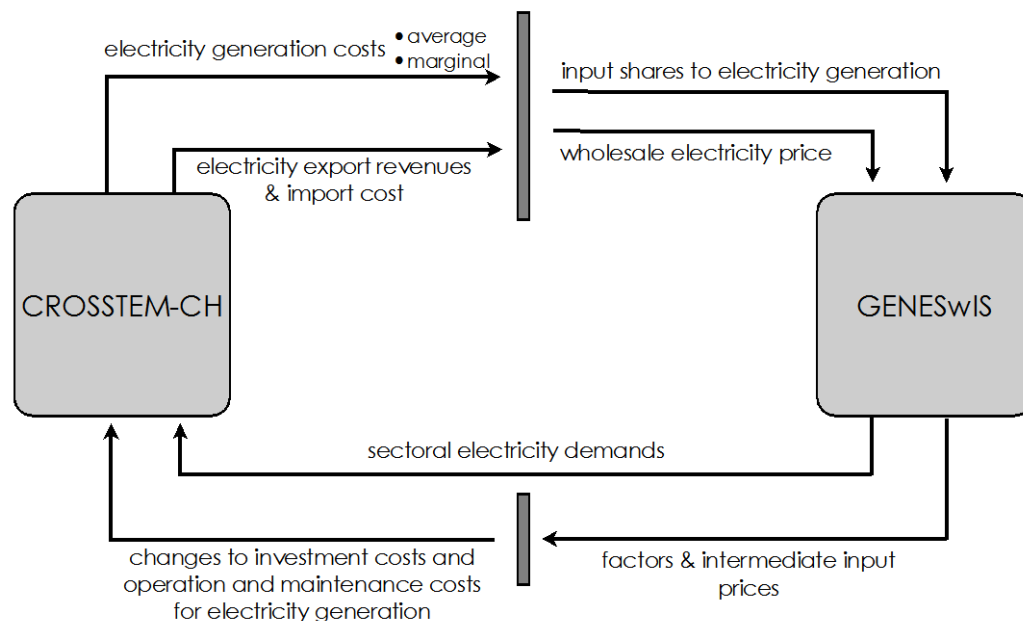 electricity generation costs
• average
• marginal
input shares to electricity generation
electricity export revenues
& import cost
wholesale electricity price
CROSSTEM-CH
GENESwIS
sectoral electricity demands
changes to investment costs and
operation and maintenance costs
for electricity generation
factors & intermediate input
prices